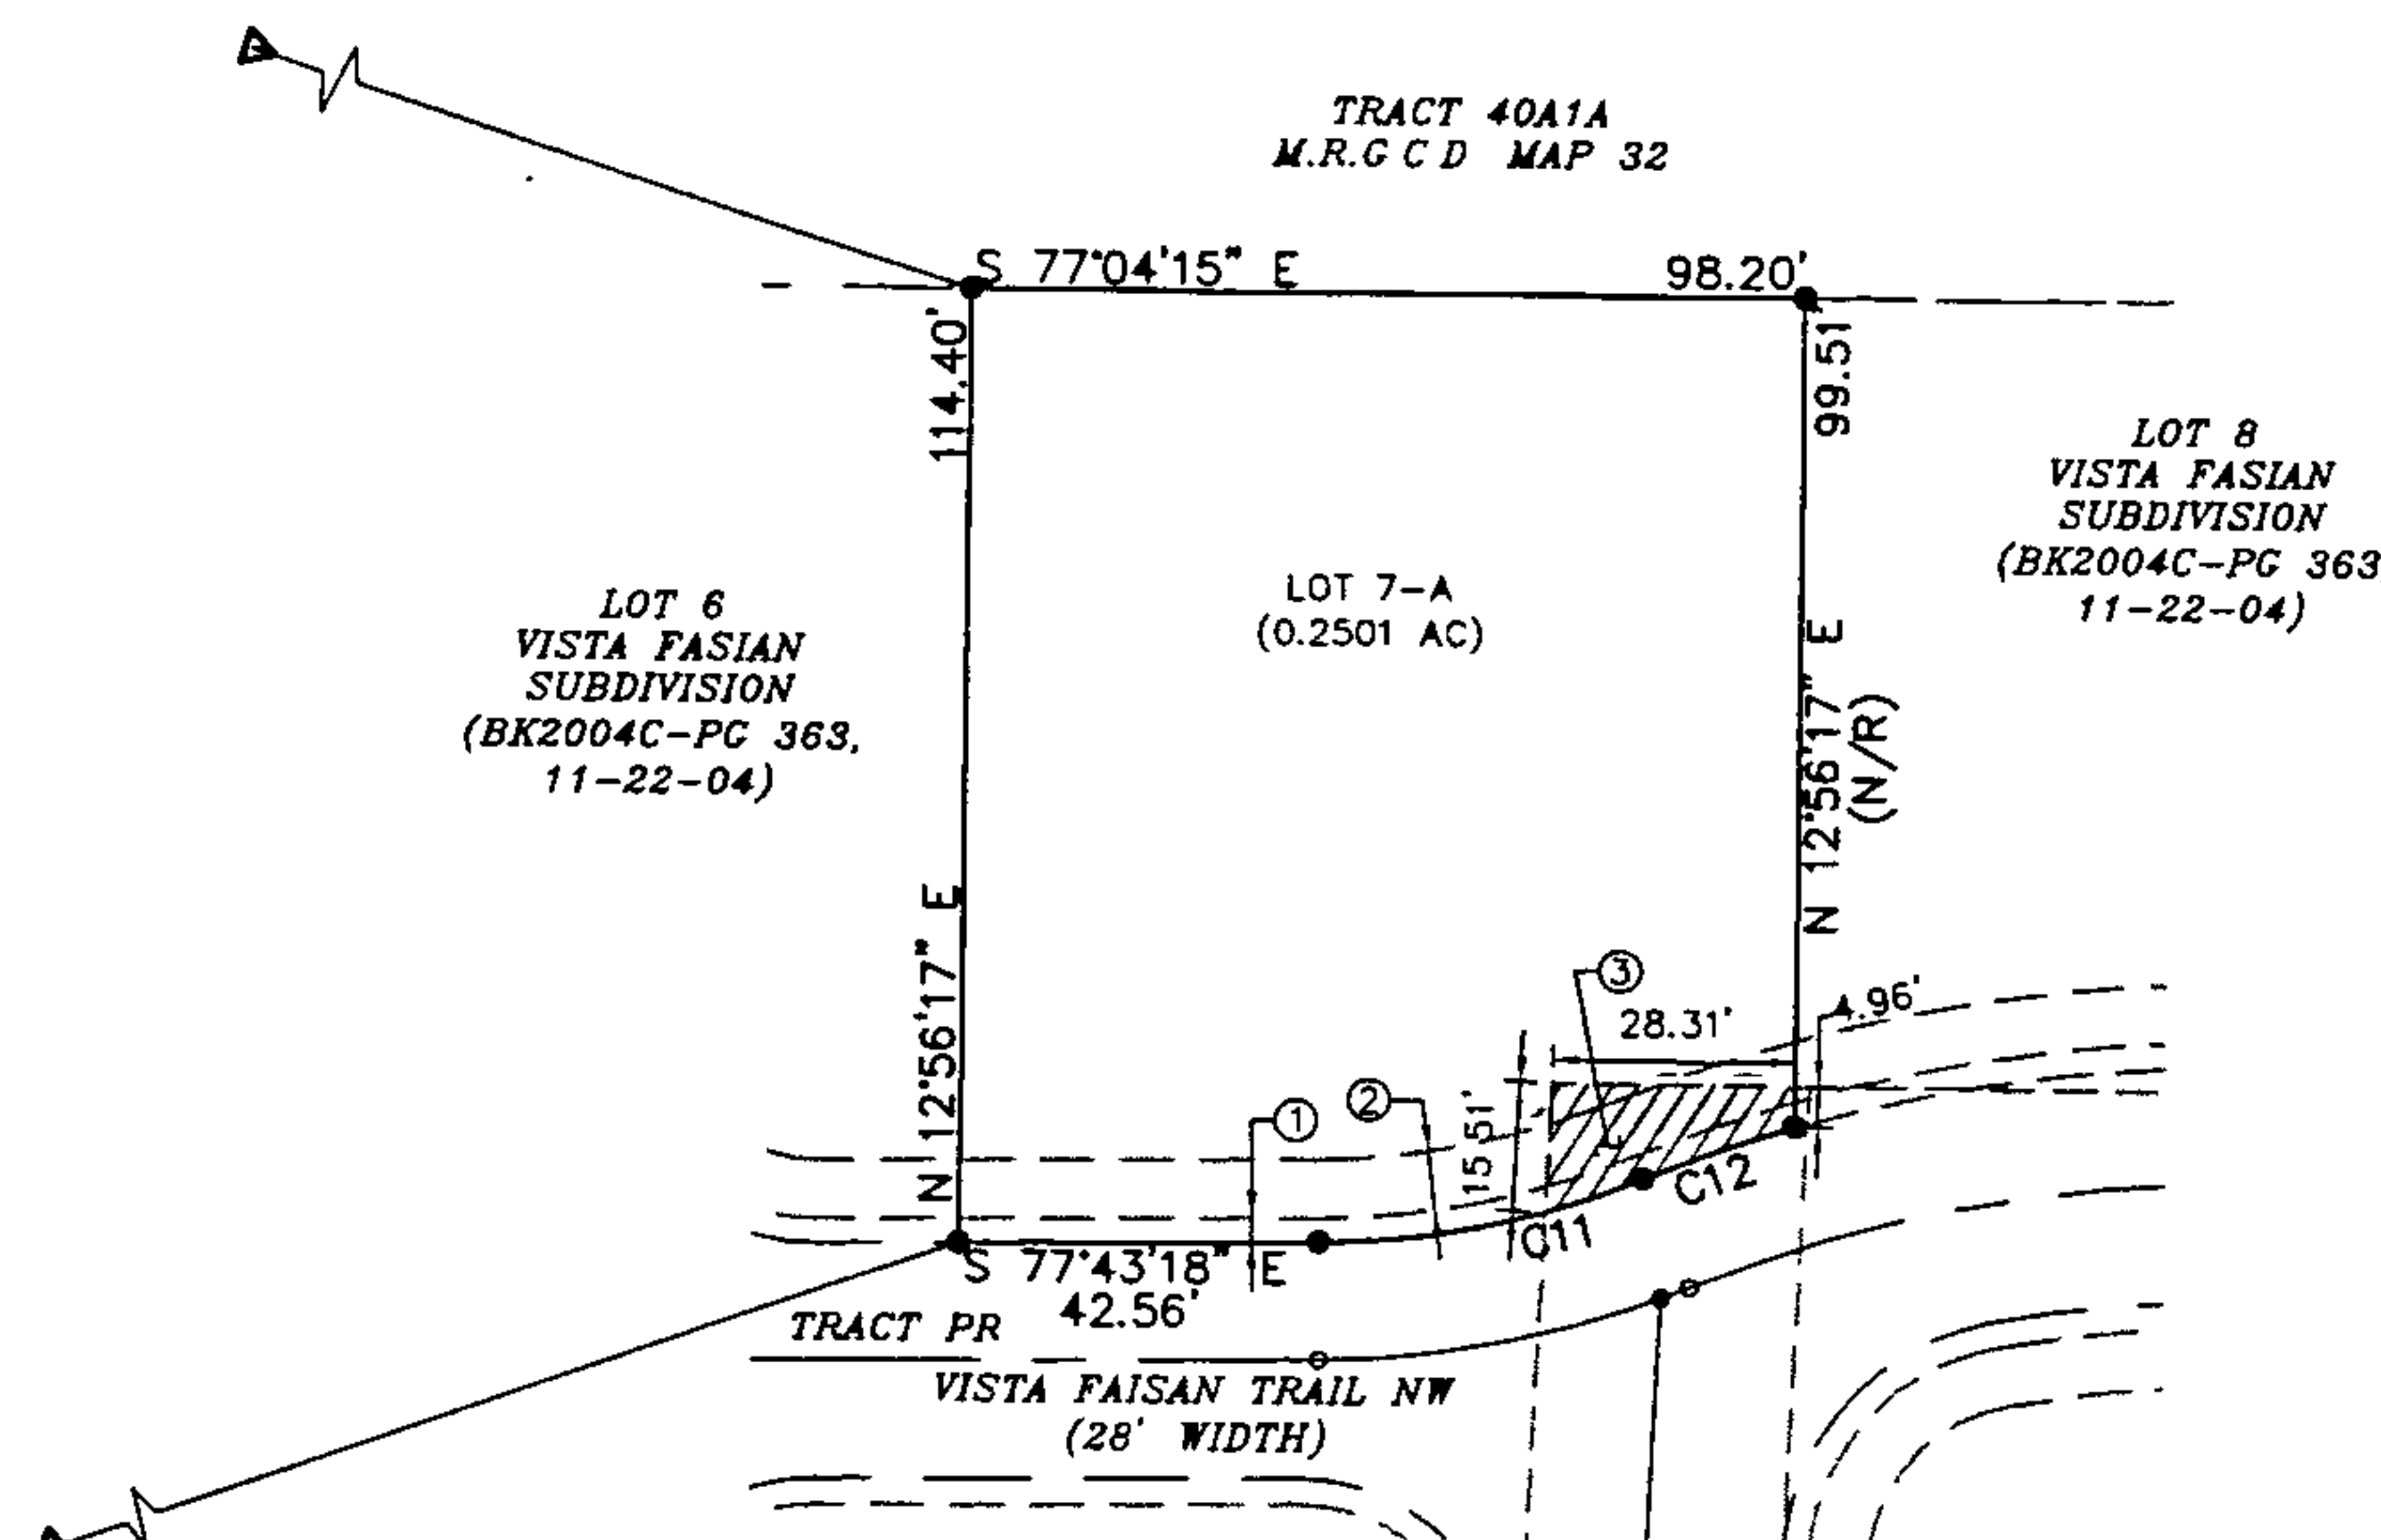 TRACT 40A1A
M.R.G C D MAP 32
S 77°04'15" E 98.20'
114.40'
99.51'
LOT 8
VISTA FASIAN
SUBDIVISION
(BK2004C-PG 363
11-22-04)
LOT 7-A
(0.2501 AC)
LOT 6
VISTA FASIAN
SUBDIVISION
(BK2004C-PG 363,
11-22-04)
N 12°56'17" E
(N/R)
N 12°56'17" E
3
28.31'
4.96'
2
1
15 51'
C12
C11
S 77°43'18" E
42.56'
TRACT PR
VISTA FAISAN TRAIL NW
(28' WIDTH)